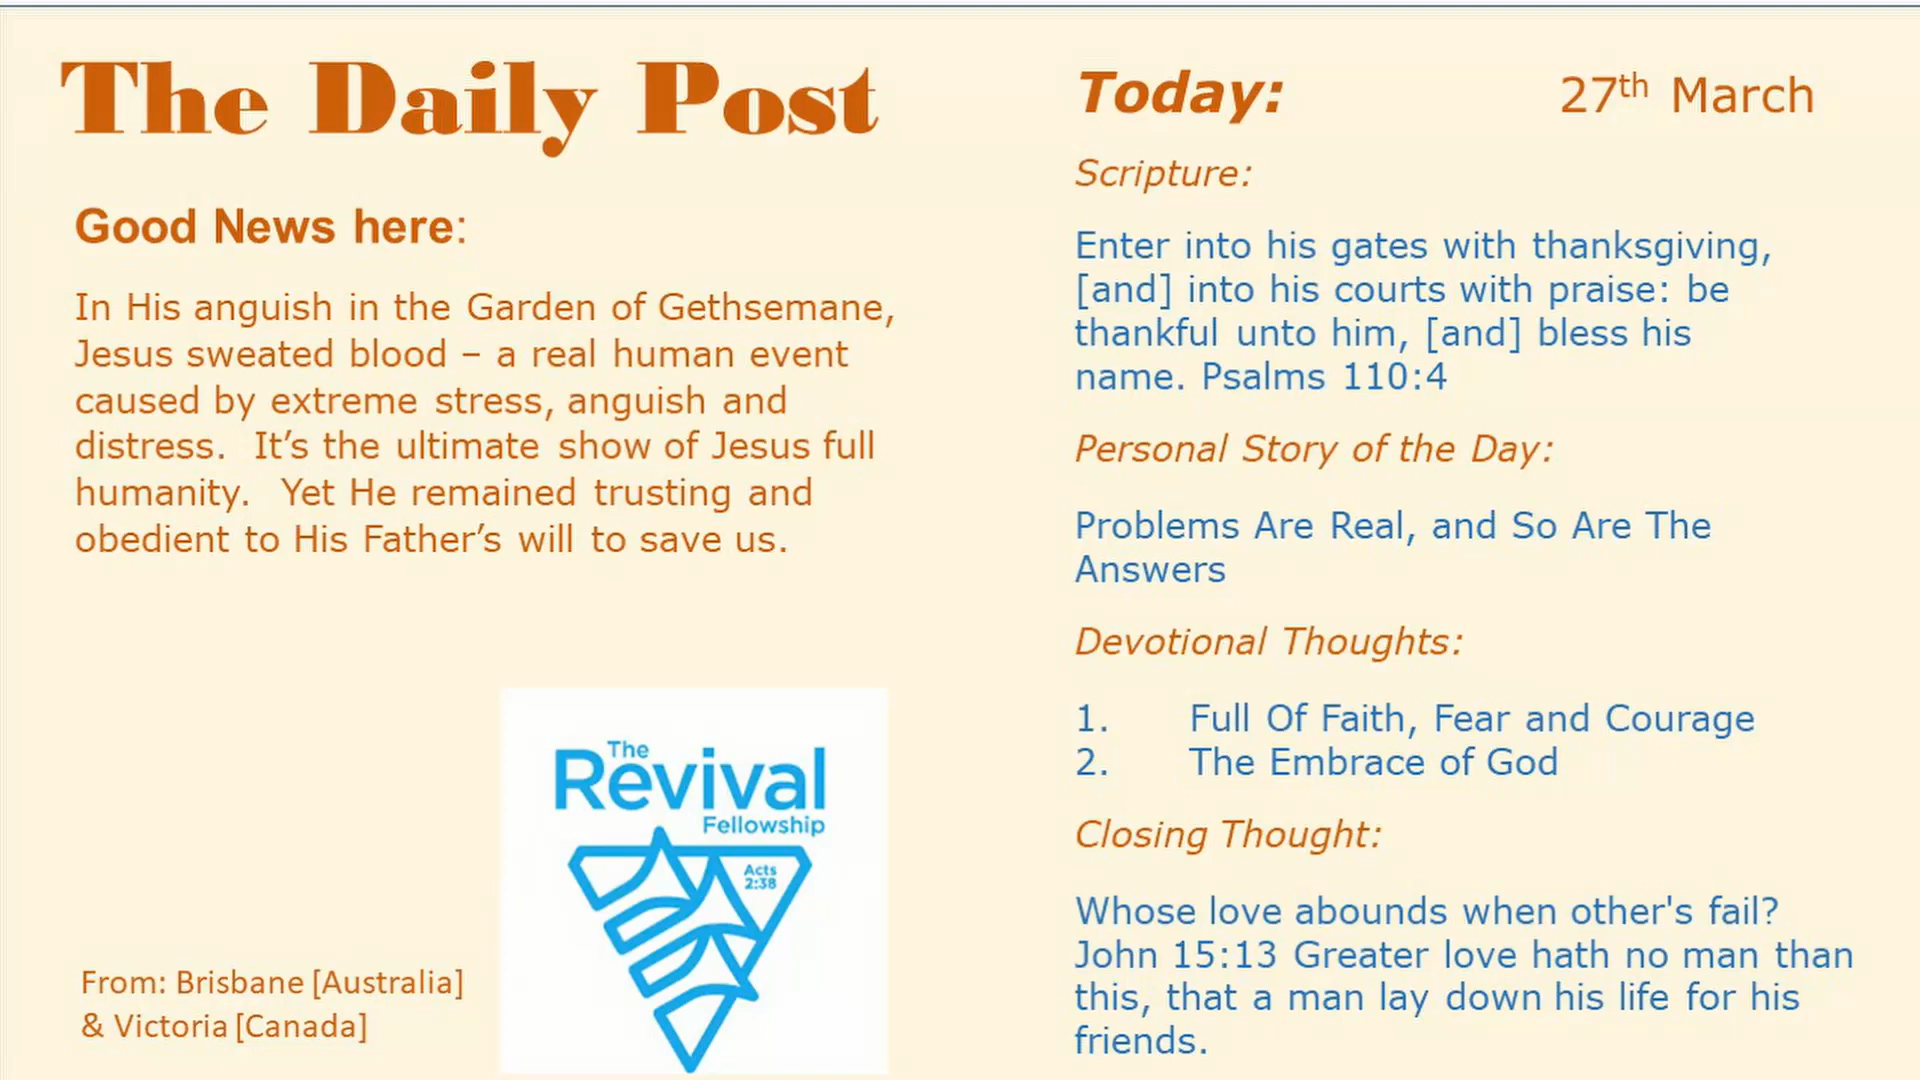 The Daily Post
Good News here:
In His anguish in the Garden of Gethsemane,
Jesus sweated blood – a real human event
caused by extreme stress, anguish and
distress.  It’s the ultimate show of Jesus full
humanity.  Yet He remained trusting and
obedient to His Father’s will to save us.
The
Revival
Fellowship
Acts
2:38
From: Brisbane [Australia]
& Victoria [Canada]
Today: 27th March
Scripture:
Enter into his gates with thanksgiving,
[and] into his courts with praise: be
thankful unto him, [and] bless his
name. Psalms 110:4
Personal Story of the Day:
Problems Are Real, and So Are The
Answers
Devotional Thoughts:
1. Full Of Faith, Fear and Courage
2. The Embrace of God
Closing Thought:
Whose love abounds when other's fail?
John 15:13 Greater love hath no man than
this, that a man lay down his life for his
friends.